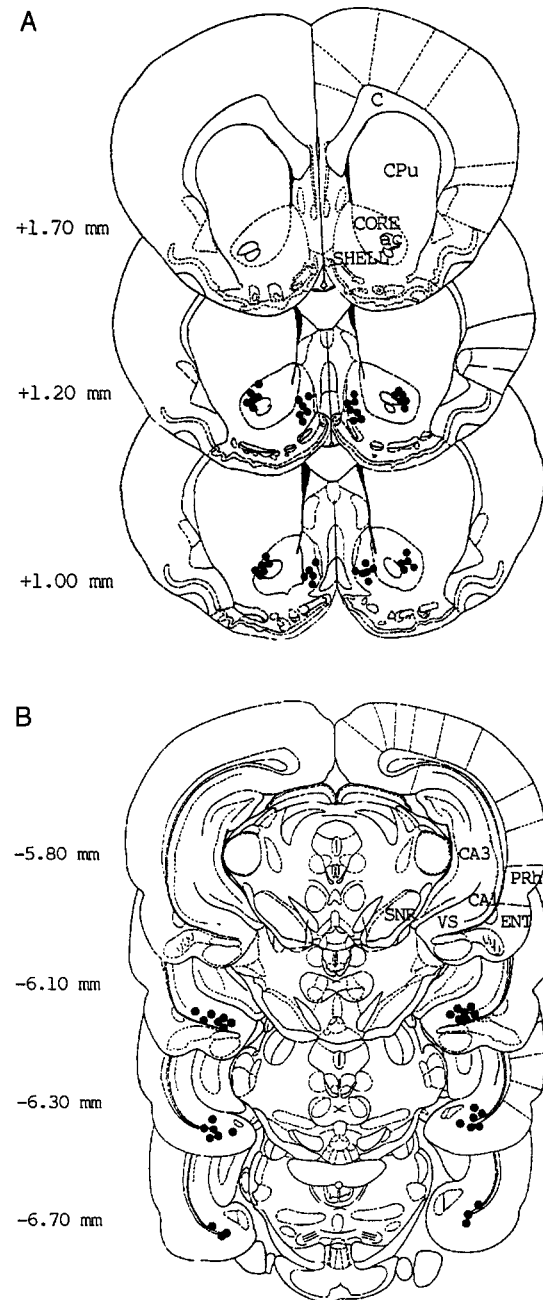 A
C
CPu
+1.70 mm
CORE
ac
SHELL
+1.20 mm
+1.00 mm
B
-5.80 mm
CA3
PRh
CA1
SNR
VS
ENT
-6.10 mm
-6.30 mm
-6.70 mm